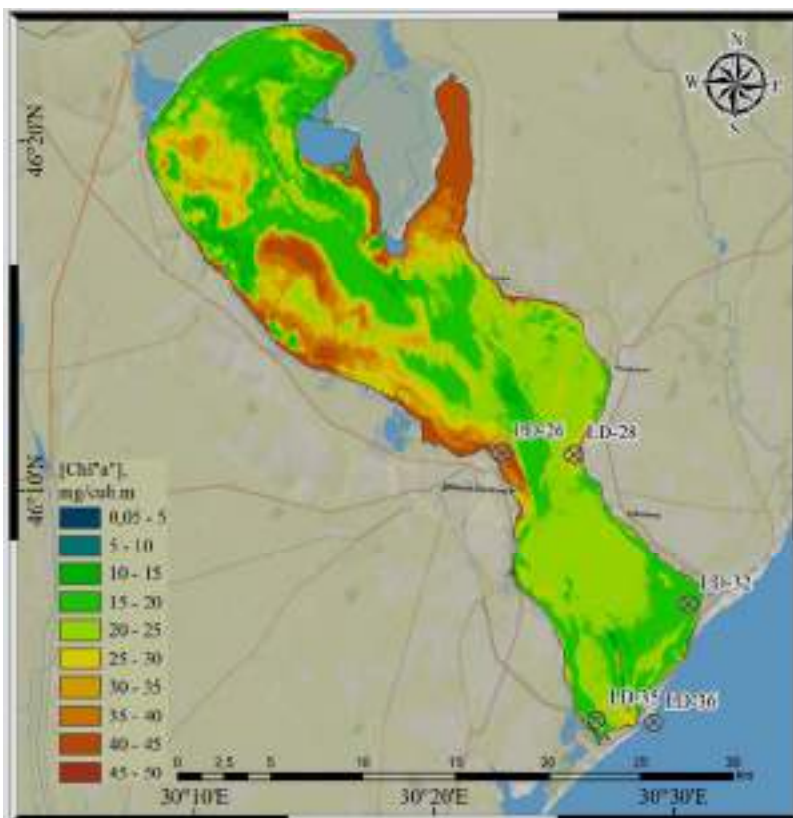 N
W E
S
46°20'N
LD-26 LD-28
46°10'N
[Chl"a"],
mg/cub.m
0,05 - 5
5 - 10
10 - 15
15 - 20
20 - 25
25 - 30
30 - 35
35 - 40
40 - 45
45 - 50
LD-32
LD-35 LD-36
0 2,5 5 10 15 20 25 30
km
30°10'E 30°20'E 30°30'E